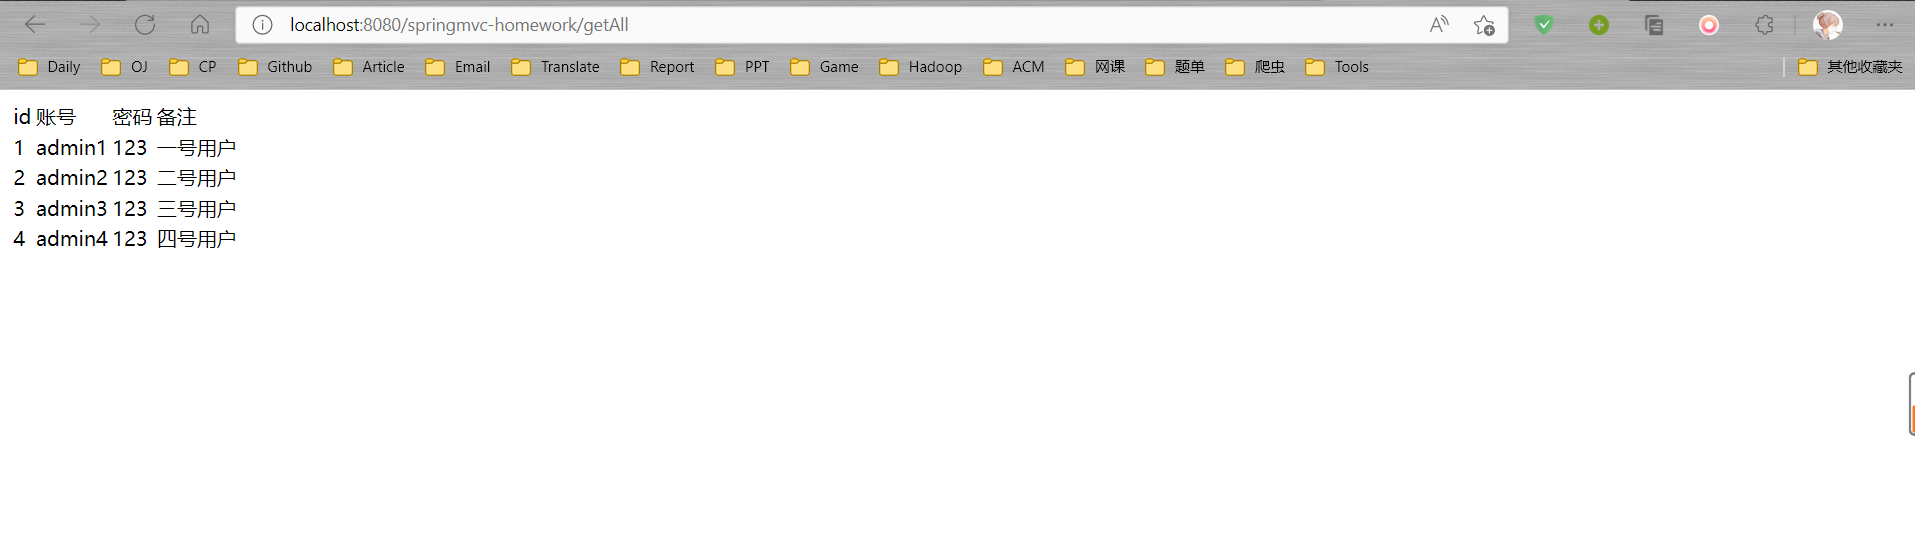 localhost:8080/springmvc-homework/getAll
Daily OJ CP Github Article Email Translate Report PPT Game Hadoop ACM 网课 题单 爬虫 Tools 其他收藏夹
id 账号 密码 备注
1 admin1 123 一号用户
2 admin2 123 二号用户
3 admin3 123 三号用户
4 admin4 123 四号用户